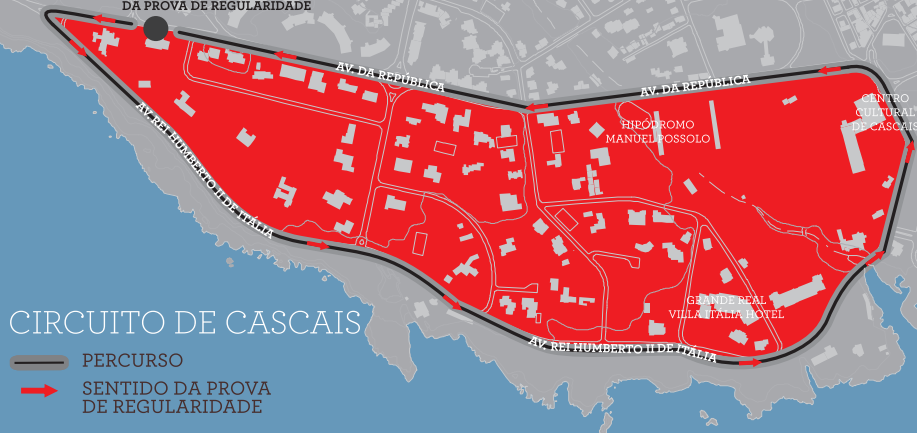 DA PROVA DE REGULARIDADE
AV. DA REPÚBLICA
AV. DA REPÚBLICA
CENTRO
CULTURAL
DE CASCAIS
HIPÓDROMO
MANUEL POSSOLO
AV. REI HUMBERTO II DE ITÁLIA
GRANDE REAL
VILLA ITÁLIA HOTEL
AV. REI HUMBERTO II DE ITÁLIA
CIRCUITO DE CASCAIS
PERCURSO
SENTIDO DA PROVA
DE REGULARIDADE